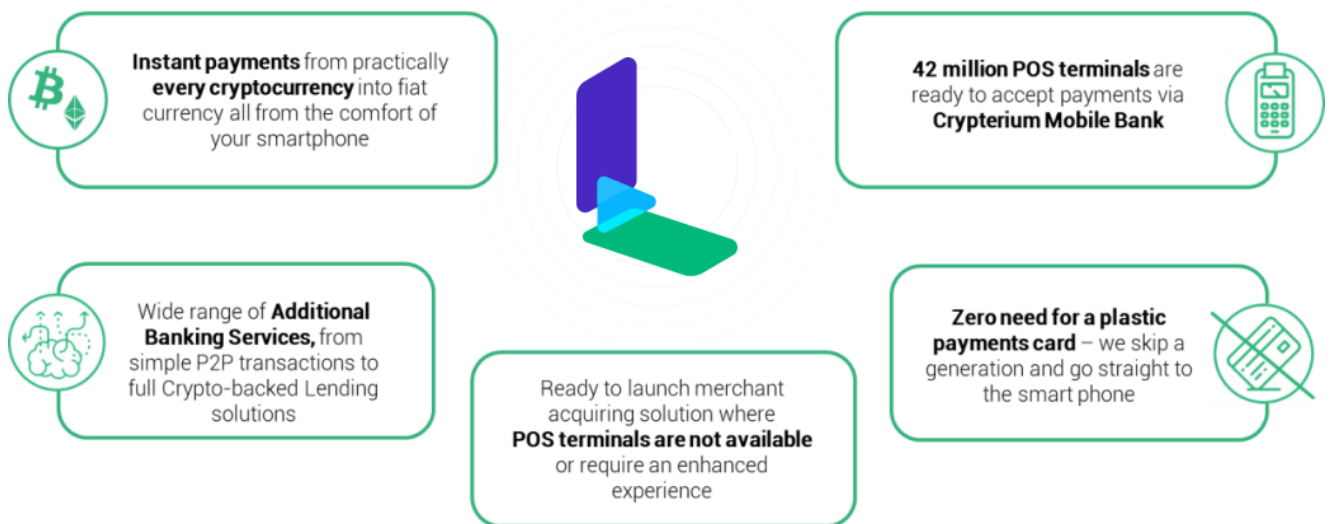 Instant payments from practically
every cryptocurrency into fiat
currency all from the comfort of
your smartphone
42 million POS terminals are
ready to accept payments via
Crypterium Mobile Bank
Wide range of Additional
Banking Services, from
simple P2P transactions to
full Crypto-backed Lending
solutions
Zero need for a plastic
payments card – we skip a
generation and go straight to
the smart phone
Ready to launch merchant
acquiring solution where
POS terminals are not available
or require an enhanced
experience